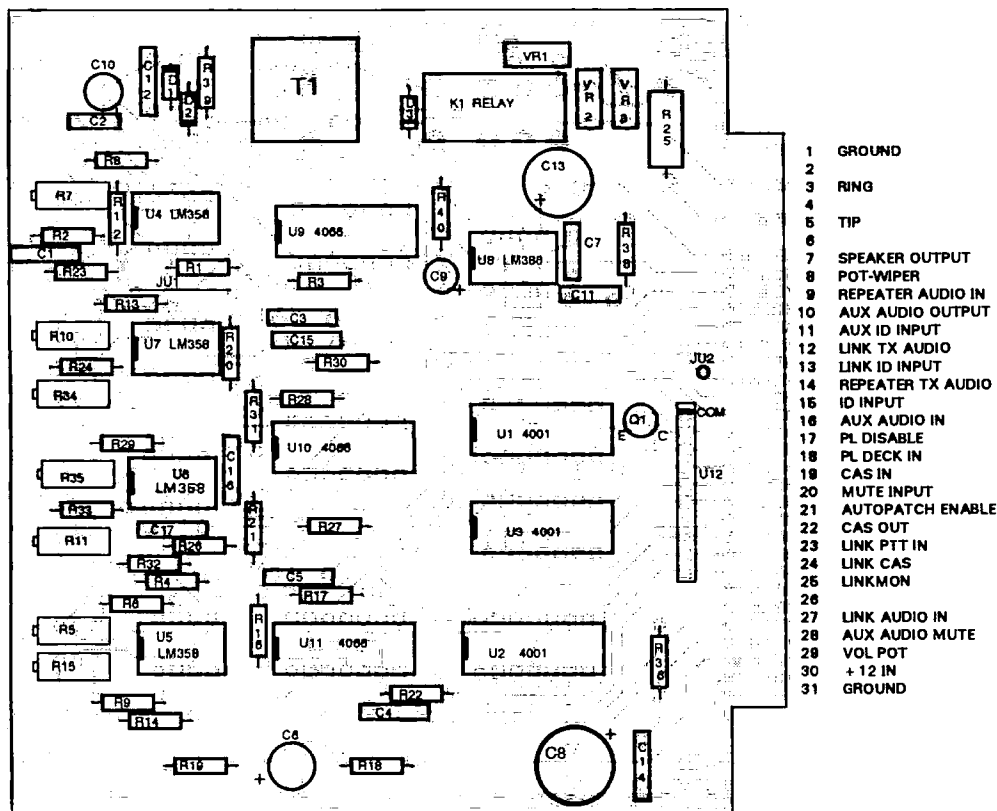 VR1
C10
C12
D1
D2
R39
T1
D3
K1 RELAY
VR2
VR3
R25
C2
R8
C13
R7
R12
U4 LM358
U9 4066
R40
R2
C1
R23
R1
JU1
R3
C9
U8 LM386
C7
R38
C11
R13
C3
R10
U7 LM358
R20
C15
R24
R30
JU2
R34
R31
R28
COM
Q1
E C
U1 4001
R29
U10 4066
R35
U6
LM358
C16
U12
R33
R11
C17
R26
R21
R27
U3 4001
R32
R4
C5
R6
R17
R5
U5
LM358
R16
U11 4066
U2 4001
R36
R15
R9
R14
R22
C4
C6
R19
R18
C8
C14
1 GROUND
2
3 RING
4
5 TIP
6
7 SPEAKER OUTPUT
8 POT-WIPER
9 REPEATER AUDIO IN
10 AUX AUDIO OUTPUT
11 AUX ID INPUT
12 LINK TX AUDIO
13 LINK ID INPUT
14 REPEATER TX AUDIO
15 ID INPUT
16 AUX AUDIO IN
17 PL DISABLE
18 PL DECK IN
19 CAS IN
20 MUTE INPUT
21 AUTOPATCH ENABLE
22 CAS OUT
23 LINK PTT IN
24 LINK CAS
25 LINKMON
26
27 LINK AUDIO IN
28 AUX AUDIO MUTE
29 VOL POT
30 +12 IN
31 GROUND